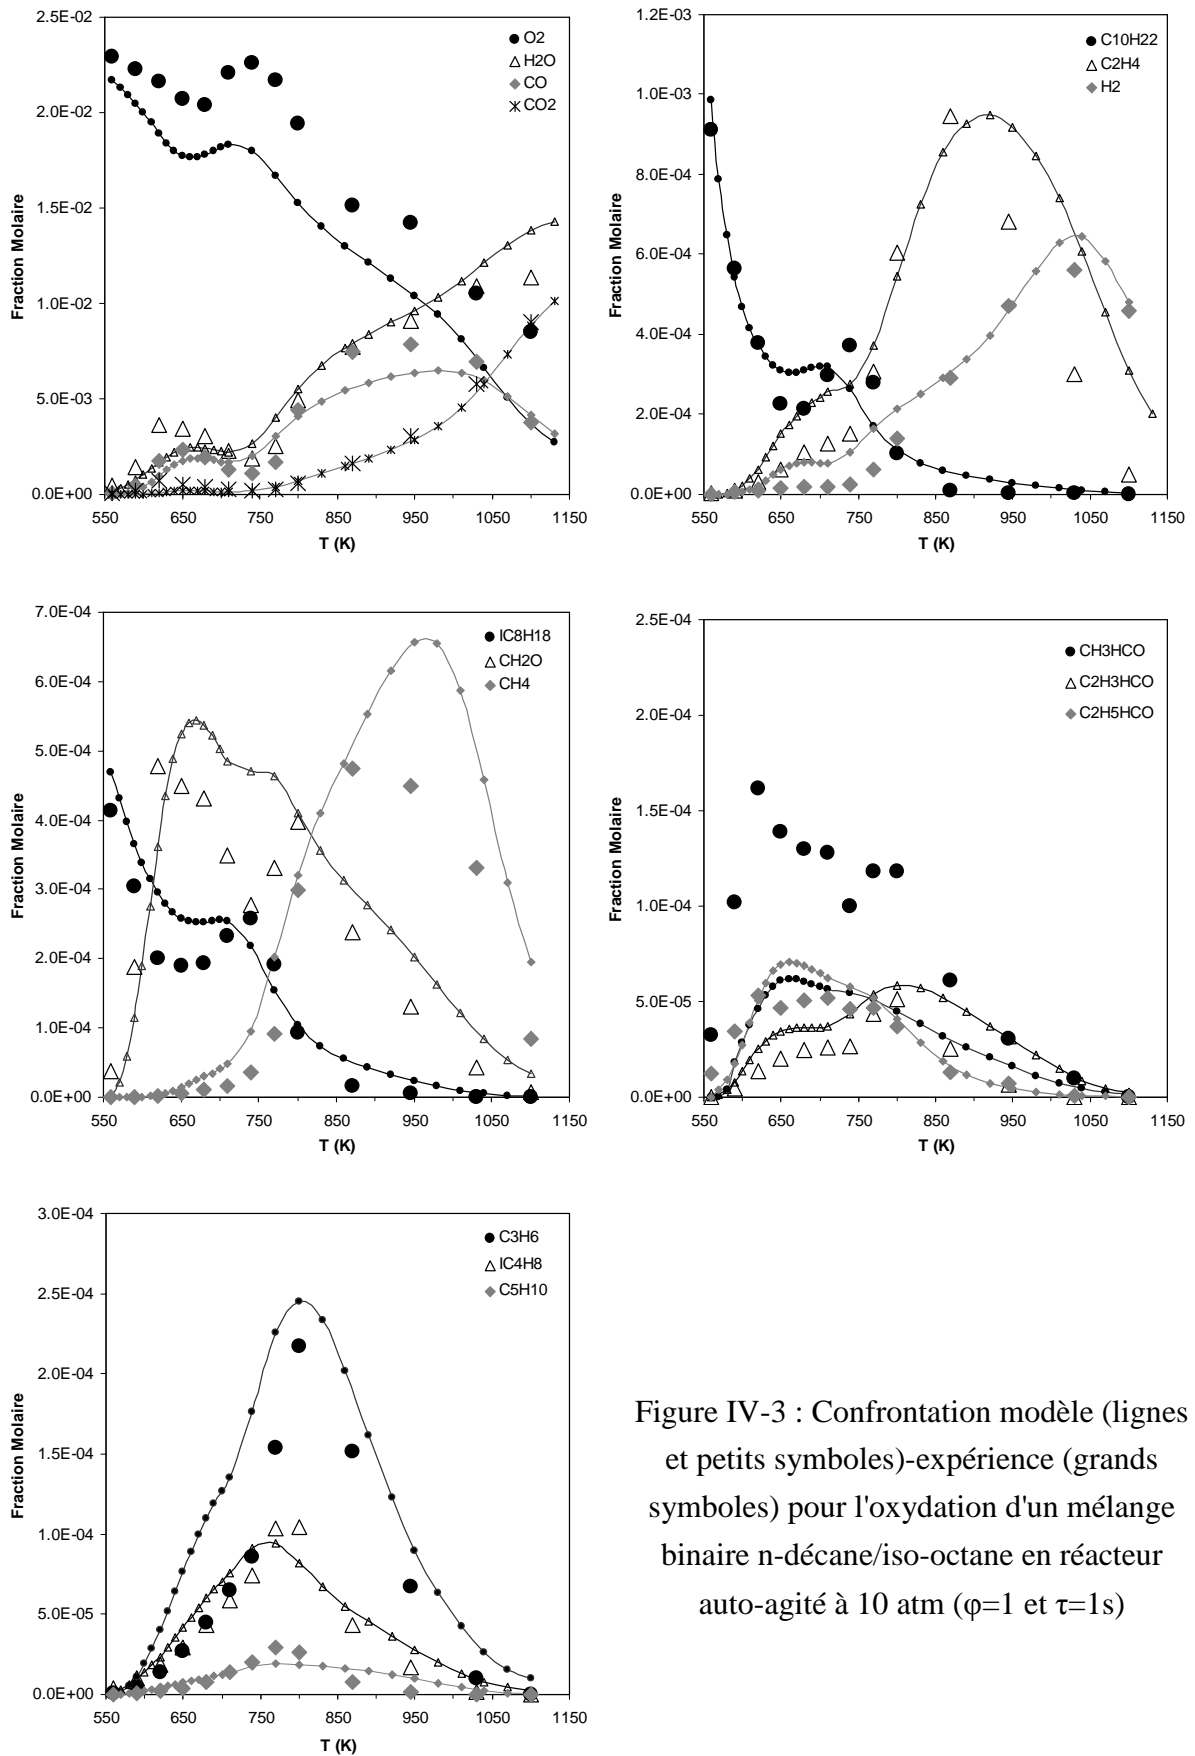 2.5E-02
2.0E-02
1.5E-02
1.0E-02
5.0E-03
0.0E+00
Fraction Molaire
O2
H2O
CO
CO2
550 650 750 850 950 1050 1150
T (K)
1.2E-03
1.0E-03
8.0E-04
6.0E-04
4.0E-04
2.0E-04
0.0E+00
Fraction Molaire
C10H22
C2H4
H2
550 650 750 850 950 1050 1150
T (K)
7.0E-04
6.0E-04
5.0E-04
4.0E-04
3.0E-04
2.0E-04
1.0E-04
0.0E+00
Fraction Molaire
IC8H18
CH2O
CH4
550 650 750 850 950 1050 1150
T (K)
2.5E-04
2.0E-04
1.5E-04
1.0E-04
5.0E-05
0.0E+00
Fraction Molaire
CH3HCO
C2H3HCO
C2H5HCO
550 650 750 850 950 1050 1150
T (K)
3.0E-04
2.5E-04
2.0E-04
1.5E-04
1.0E-04
5.0E-05
0.0E+00
Fraction Molaire
C3H6
IC4H8
C5H10
550 650 750 850 950 1050 1150
T (K)
Figure IV-3 : Confrontation modèle (lignes
et petits symboles)-expérience (grands
symboles) pour l'oxydation d'un mélange
binaire n-décane/iso-octane en réacteur
auto-agité à 10 atm (φ=1 et τ=1s)